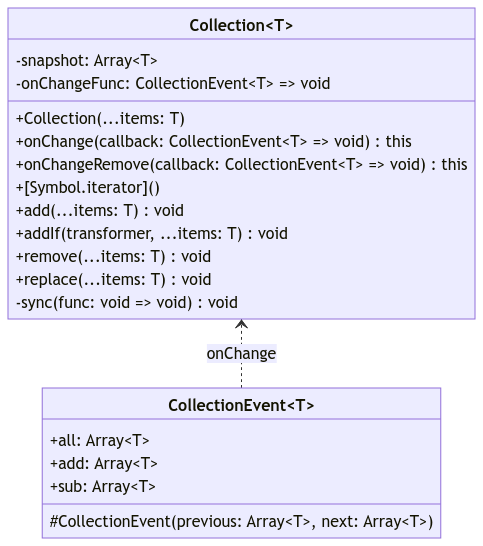 Collection<T>
-snapshot: Array<T>
-onChangeFunc: CollectionEvent<T> => void
+Collection(...items: T)
+onChange(callback: CollectionEvent<T> => void) : this
+onChangeRemove(callback: CollectionEvent<T> => void) : this
+[Symbol.iterator]()
+add(...items: T) : void
+addIf(transformer, ...items: T) : void
+remove(...items: T) : void
+replace(...items: T) : void
-sync(func: void => void) : void
onChange
CollectionEvent<T>
+all: Array<T>
+add: Array<T>
+sub: Array<T>
#CollectionEvent(previous: Array<T>, next: Array<T>)